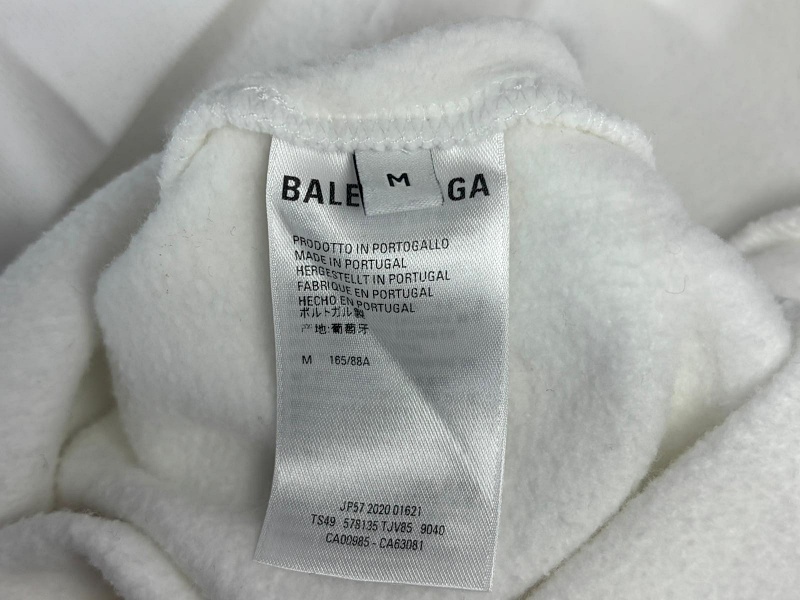 M
BALE GA
PRODOTTO IN PORTOGALLO
MADE IN PORTUGAL
HERGESTELLT IN PORTUGAL
FABRIQUE EN PORTUGAL
HECHO EN PORTUGAL
ポルトガル製
产地:葡萄牙
M 165/88A
JP57 2020 01621
TS49 578135 TJV85 9040
CA00985 - CA63081